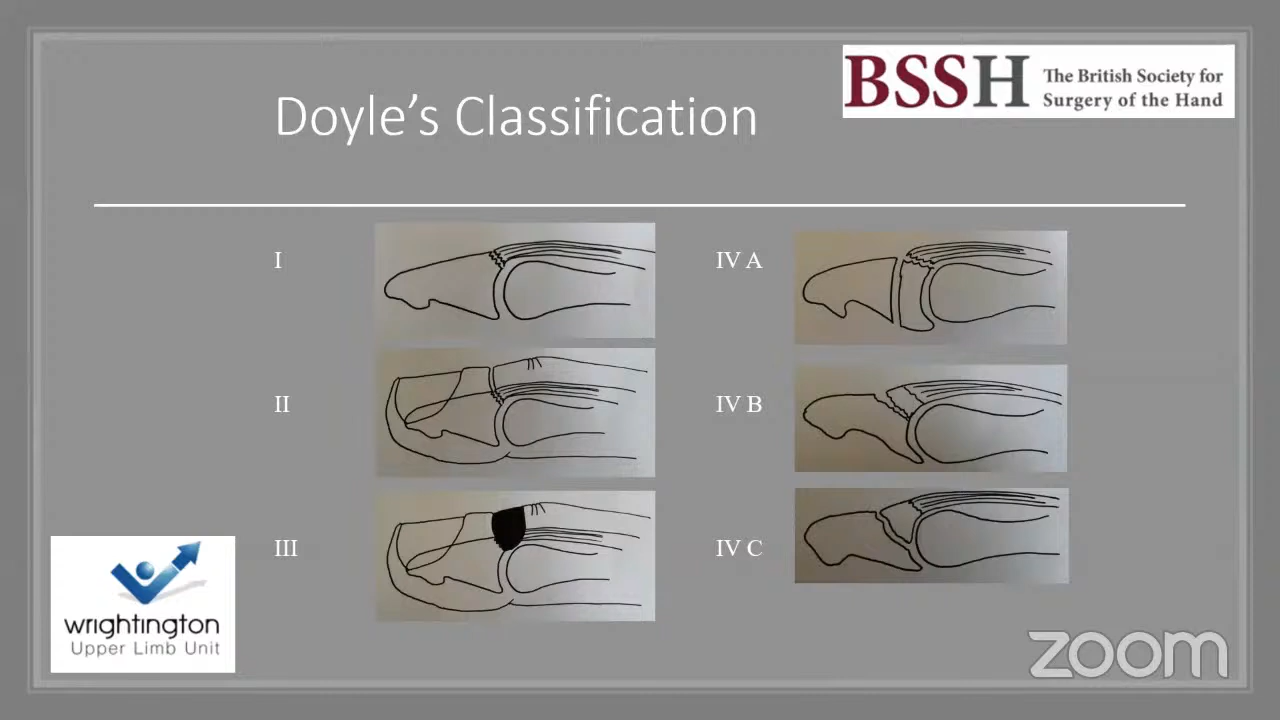 Doyle's Classification
BSSH
The British Society for
Surgery of the Hand
I
II
III
IV A
IV B
IV C
wrightington
Upper Limb Unit
zoom